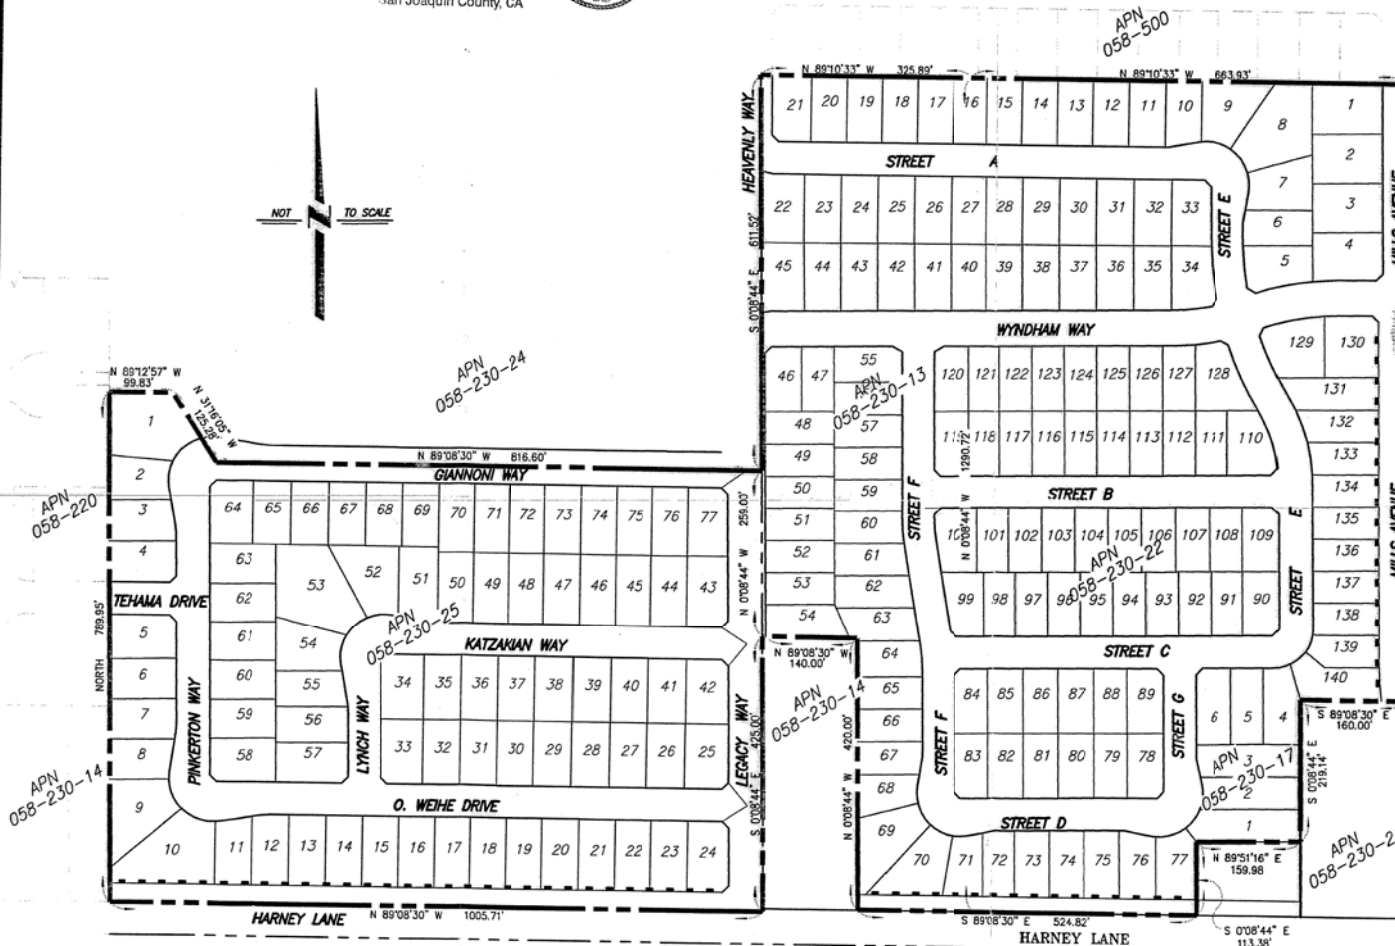 San Joaquin County, CA
APN
058-500
N 89°10'33" W 325.89'
N 89°10'33" W 663.93'
21 20 19 18 17 16 15 14 13 12 11 10 9
8
1
2
3
4
7
6
5
STREET A
HEAVENLY WAY
STREET E
22 23 24 25 26 27 28 29 30 31 32 33
45 44 43 42 41 40 39 38 37 36 35 34
S 0°08'44" E 611.52'
NOT TO SCALE
N
WYNDHAM WAY
129 130
APN
058-230-24
46 47 55
APN
058-230-13
120 121 122 123 124 125 126 127 128
131
132
133
134
135
136
137
138
139
140
48
49
50
51
52
53
54
57
58
59
60
61
62
63
64
65
66
67
68
69
118 117 116 115 114 113 112 111 110
N 0°08'44" W 1290.72'
STREET F
STREET B
STREET E
MILLS AVENUE
101 102 103 104 105 106 107 108 109
APN
058-230-22
99 98 97 96 95 94 93 92 91 90
STREET C
84 85 86 87 88 89
83 82 81 80 79 78
STREET F
STREET G
6 5 4
APN 3
058-230-17
2
1
STREET D
70 71 72 73 74 75 76 77
S 89°08'30" E
160.00'
S 0°08'44" E
219.14'
N 89°51'16" E
159.98
APN
058-230-2
S 89°08'30" E 524.82'
HARNEY LANE
S 0°08'44" E
113.38'
N 89°12'57" W
99.83'
N 31°16'05" W
125.28'
N 89°08'30" W 816.60'
GIANNONI WAY
1
2
3
4
APN
058-220
TEHAMA DRIVE
NORTH 789.95'
5
6
7
8
9
10
APN
058-230-14
PINKERTON WAY
64 65 66 67 68 69 70 71 72 73 74 75 76 77
63
62
61
60
59
58
53 52 51 50 49 48 47 46 45 44 43
54
55
56
57
APN
058-230-25
KATZAKIAN WAY
LYNCH WAY
34 35 36 37 38 39 40 41 42
33 32 31 30 29 28 27 26 25
LEGACY WAY
N 0°08'44" W 259.03'
S 0°08'44" E 425.00'
N 89°08'30" W
140.00'
APN
058-230-14
N 0°08'44" W 420.00'
O. WEIHE DRIVE
11 12 13 14 15 16 17 18 19 20 21 22 23 24
HARNEY LANE N 89°08'30" W 1005.71'